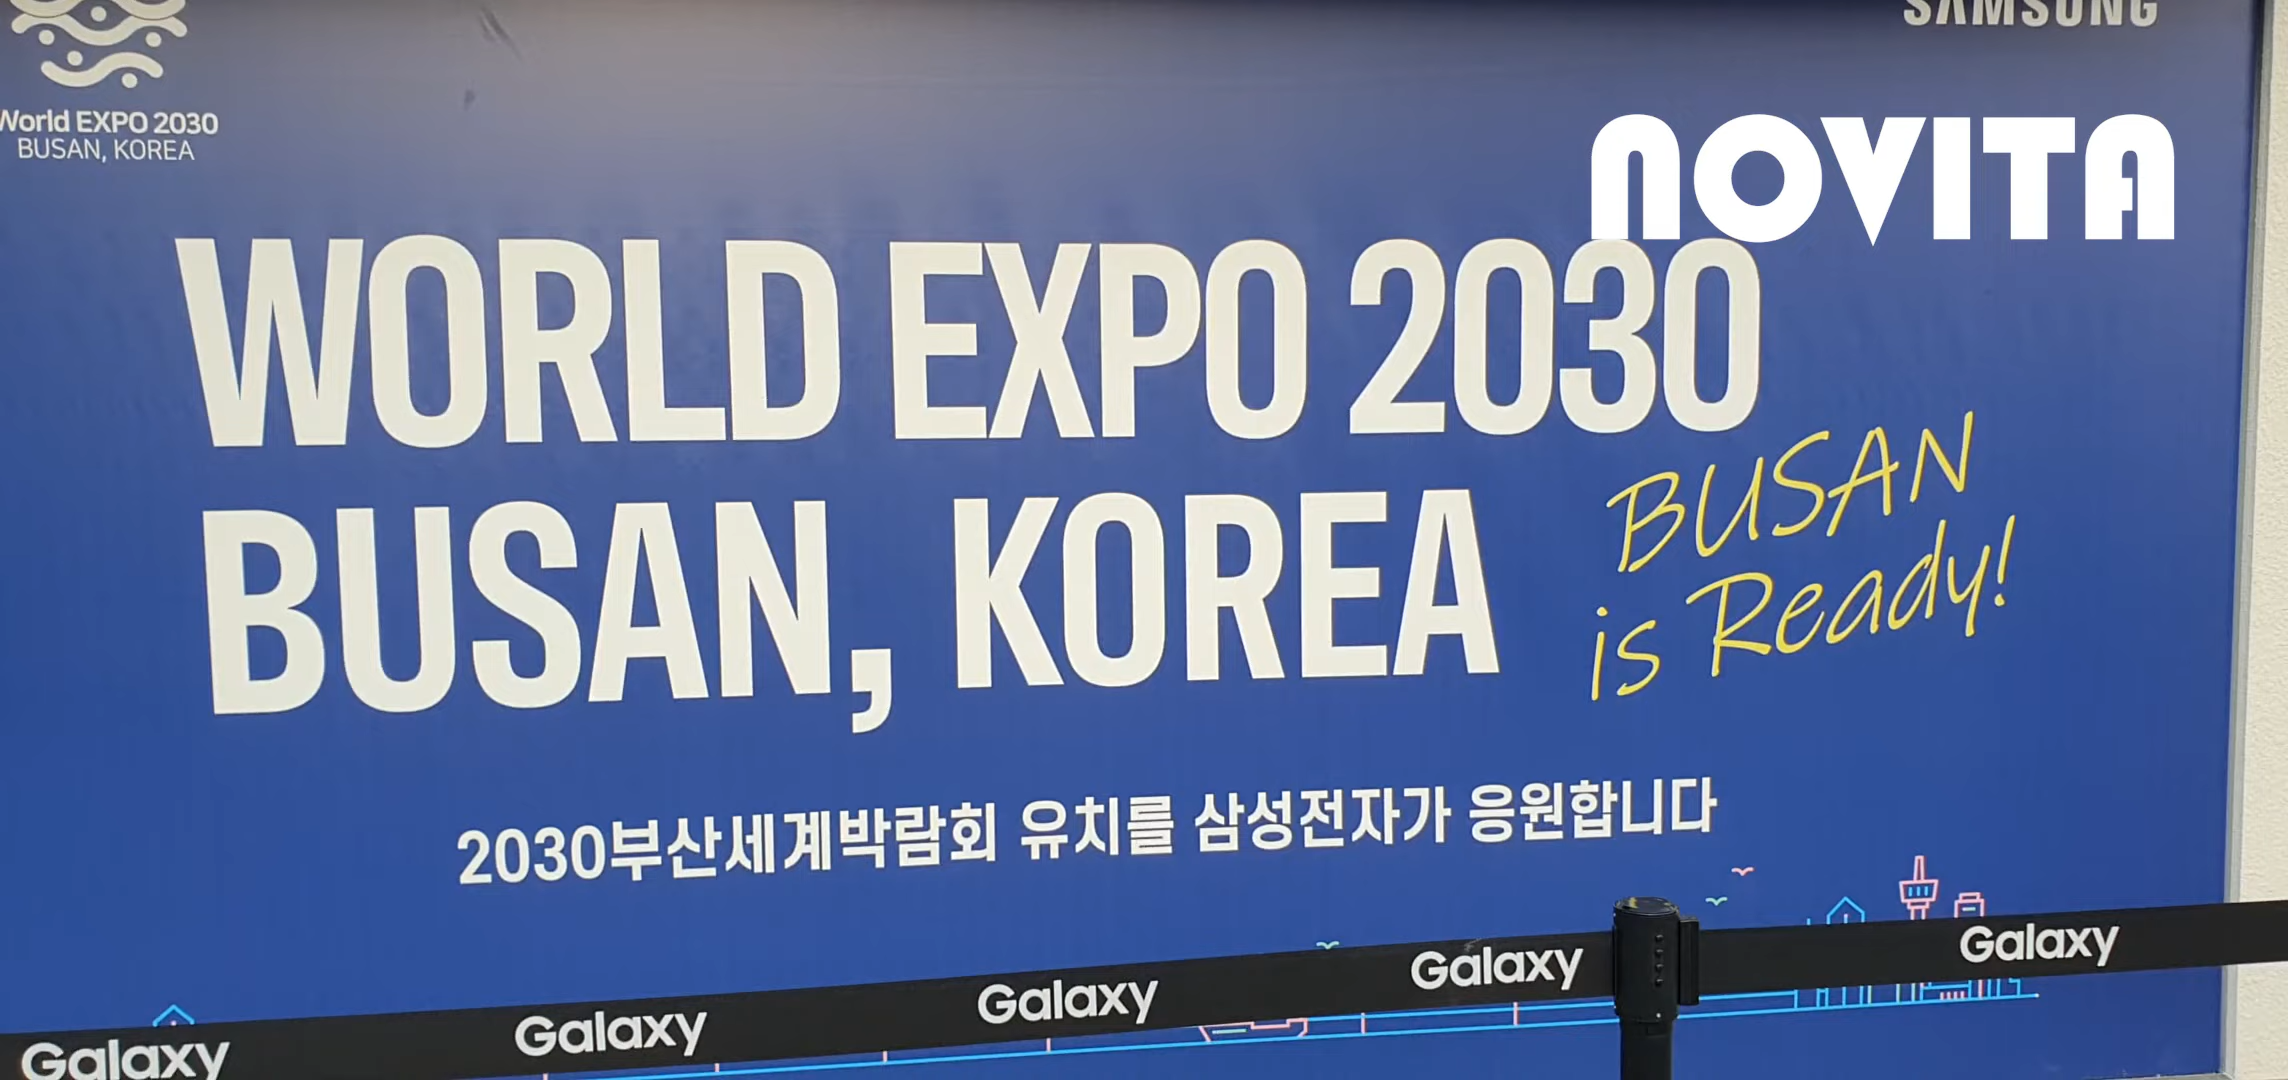 SAMSUNG
World EXPO 2030
BUSAN, KOREA
NOVITA
WORLD EXPO 2030
BUSAN, KOREA
BUSAN
is Ready!
2030부산세계박람회 유치를 삼성전자가 응원합니다
Galaxy
Galaxy
Galaxy
Galaxy
Galaxy